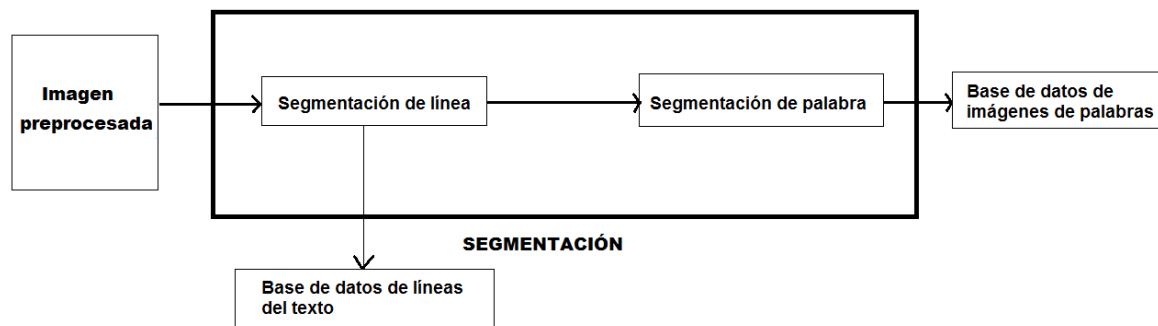 Imagen
preprocesada
Segmentación de línea
Segmentación de palabra
Base de datos de
imágenes de palabras
SEGMENTACIÓN
Base de datos de líneas
del texto